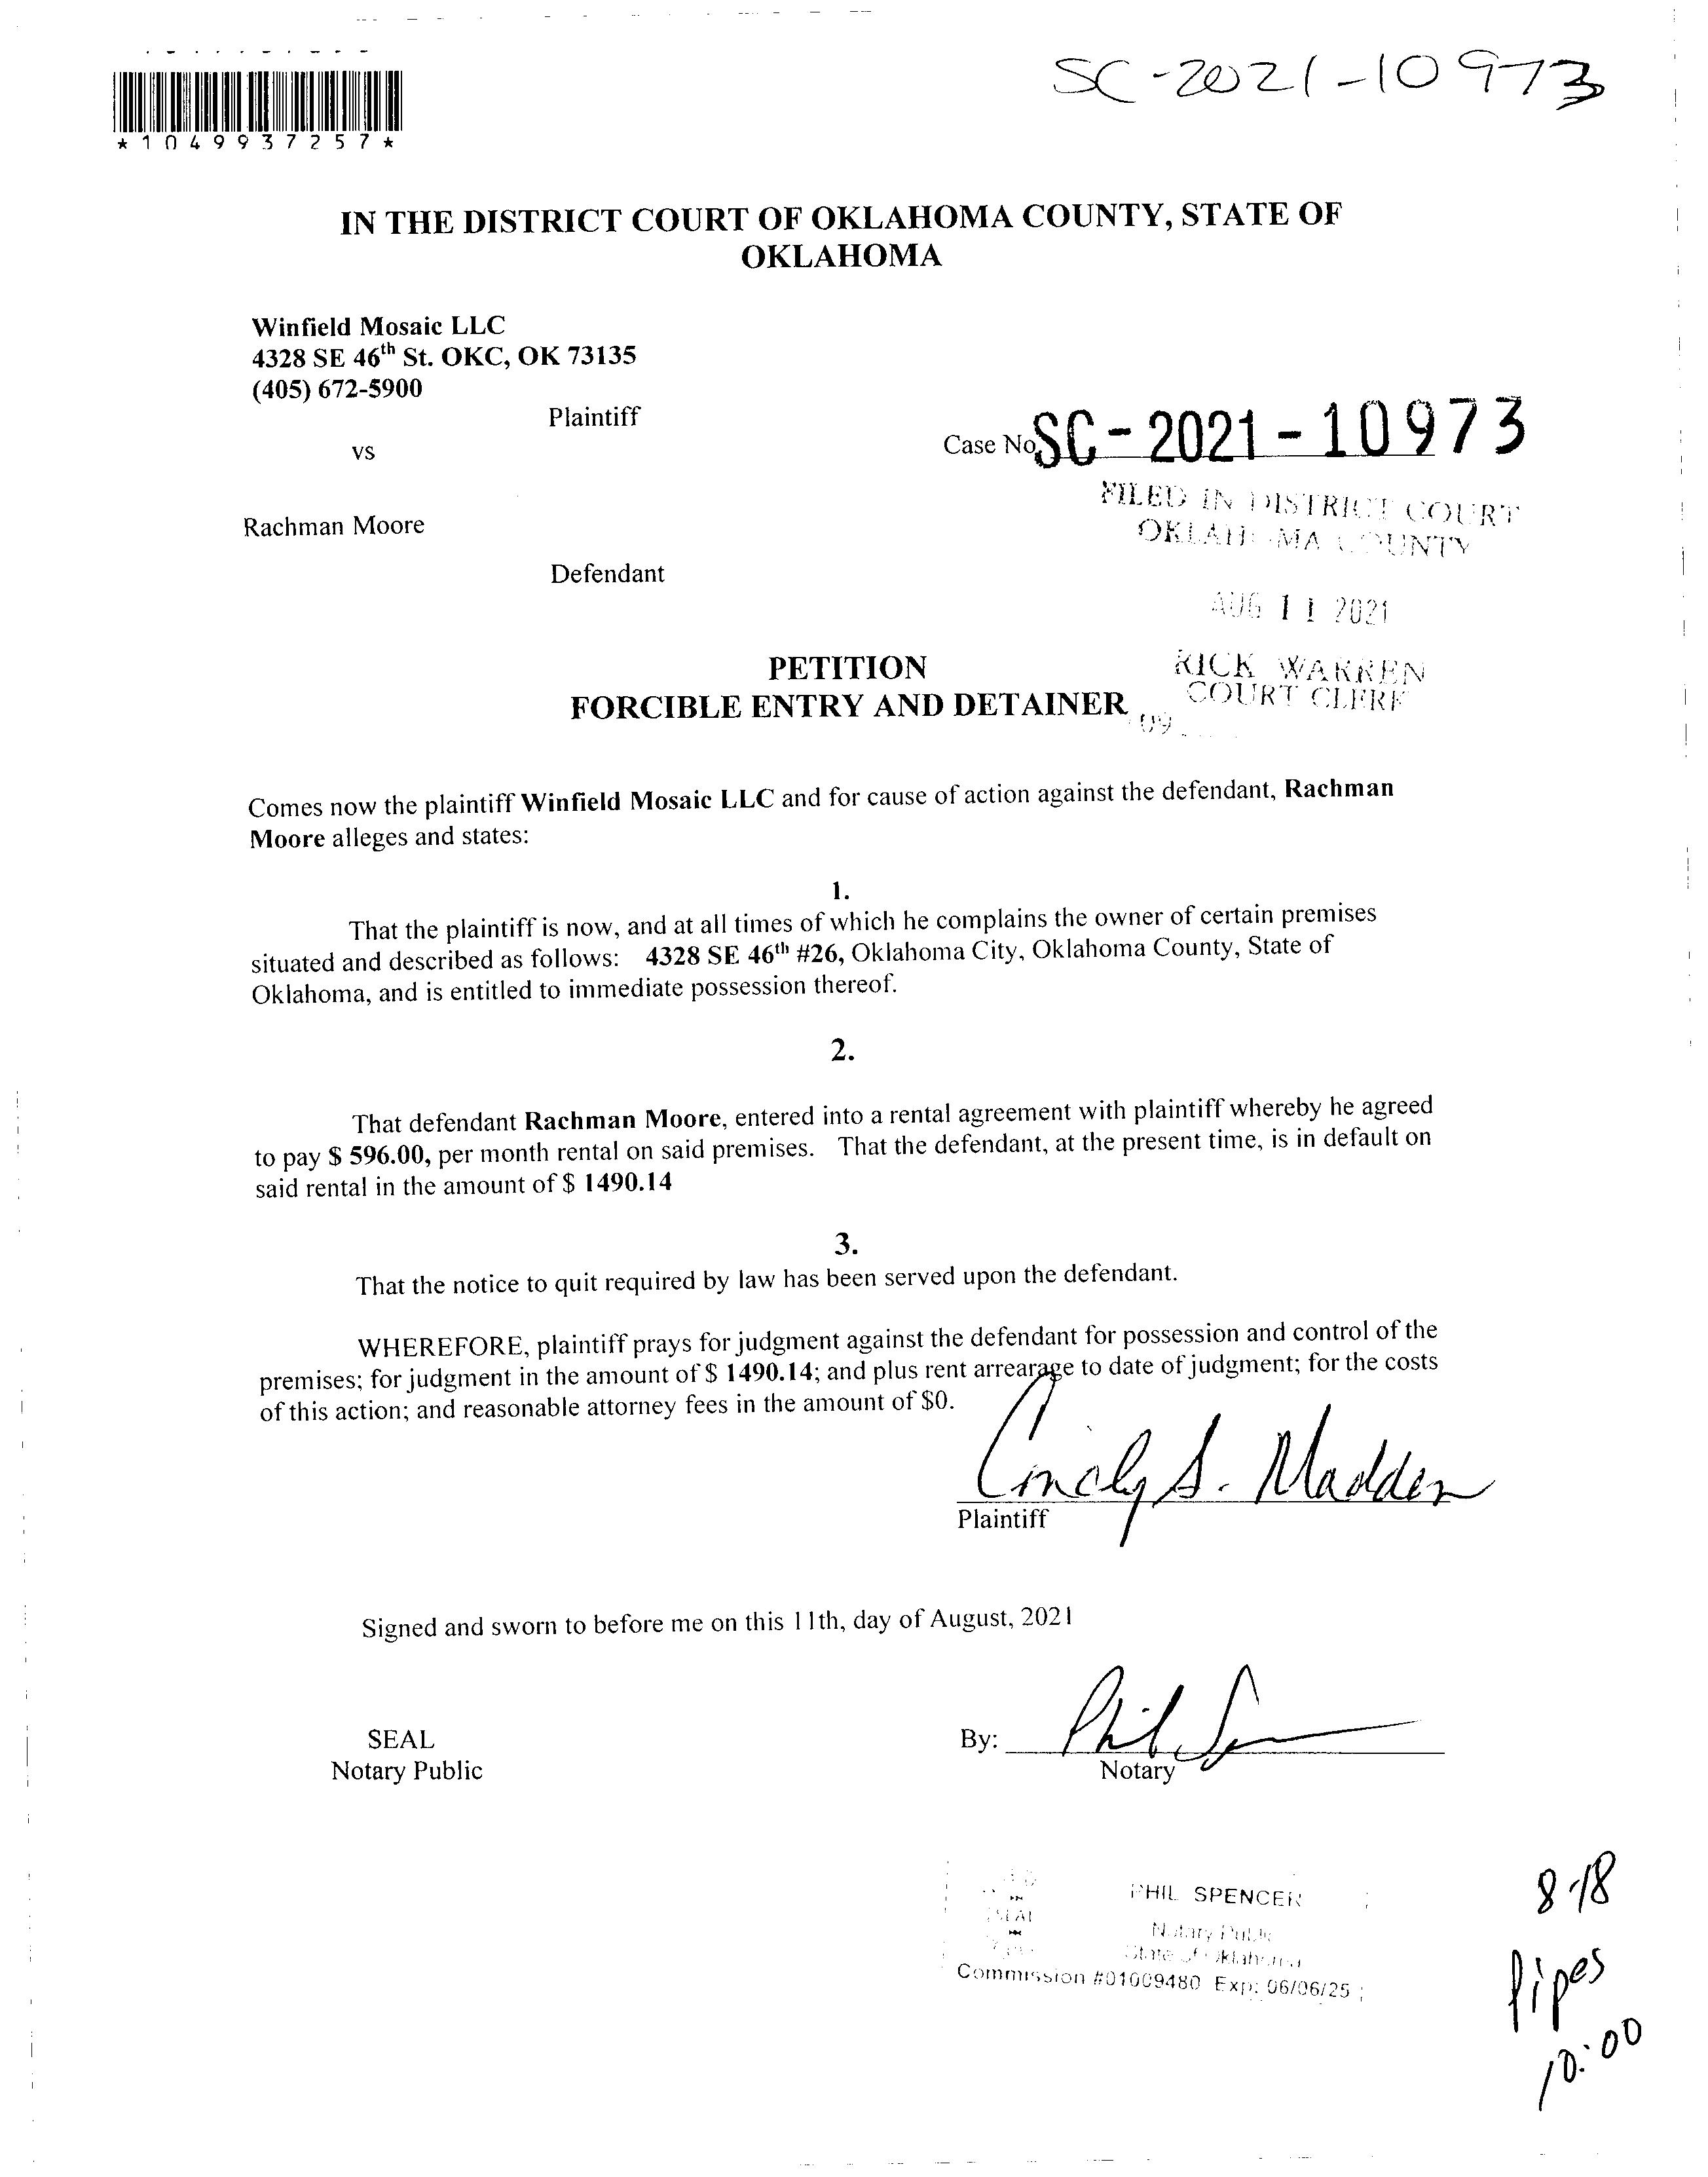 SC-2021-10973
*1049937257*
IN THE DISTRICT COURT OF OKLAHOMA COUNTY, STATE OF
OKLAHOMA
Winfield Mosaic LLC
4328 SE 46th St. OKC, OK 73135
(405) 672-5900
Plaintiff
vs
Case No. SC-2021-10973
FILED IN DISTRICT COURT
OKLAHOMA COUNTY
Rachman Moore
Defendant
AUG 11 2021
RICK WARREN
COURT CLERK
09
PETITION
FORCIBLE ENTRY AND DETAINER
Comes now the plaintiff Winfield Mosaic LLC and for cause of action against the defendant, Rachman
Moore alleges and states:
1.
That the plaintiff is now, and at all times of which he complains the owner of certain premises
situated and described as follows: 4328 SE 46th #26, Oklahoma City, Oklahoma County, State of
Oklahoma, and is entitled to immediate possession thereof.
2.
That defendant Rachman Moore, entered into a rental agreement with plaintiff whereby he agreed
to pay $ 596.00, per month rental on said premises. That the defendant, at the present time, is in default on
said rental in the amount of $ 1490.14
3.
That the notice to quit required by law has been served upon the defendant.
WHEREFORE, plaintiff prays for judgment against the defendant for possession and control of the
premises; for judgment in the amount of $ 1490.14; and plus rent arrearage to date of judgment; for the costs
of this action; and reasonable attorney fees in the amount of $0.
Cindy S. Madden
Plaintiff
Signed and sworn to before me on this 11th, day of August, 2021
SEAL
Notary Public
By: Phil
Notary
SEAL
PHIL SPENCER
Notary Public
State of Oklahoma
Commission #01009480 Exp: 06/06/25
8-18
Pipes
10:00